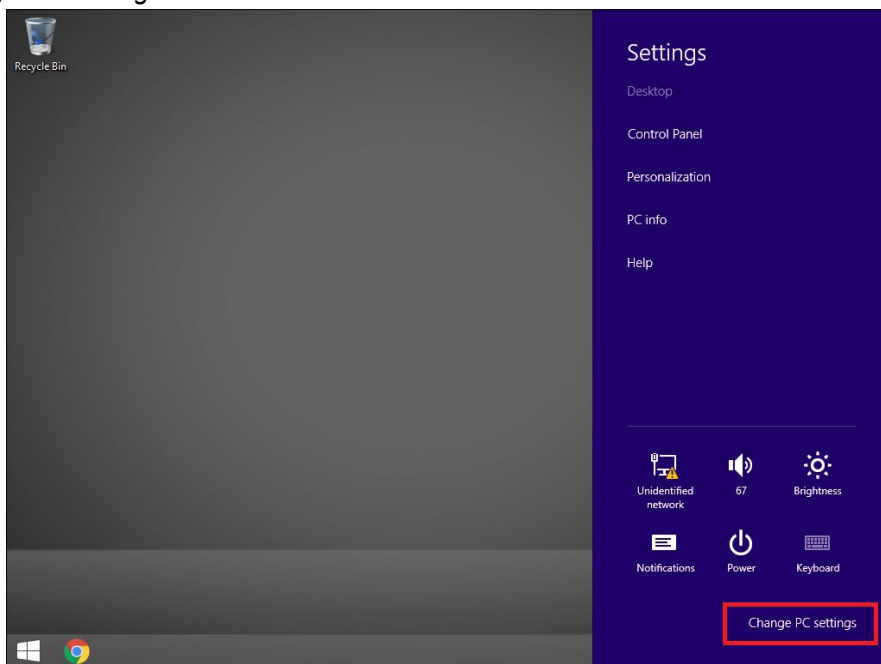 Recycle Bin
Settings
Desktop
Control Panel
Personalization
PC info
Help
Unidentified
network
67
Brightness
Notifications
Power
Keyboard
Change PC settings